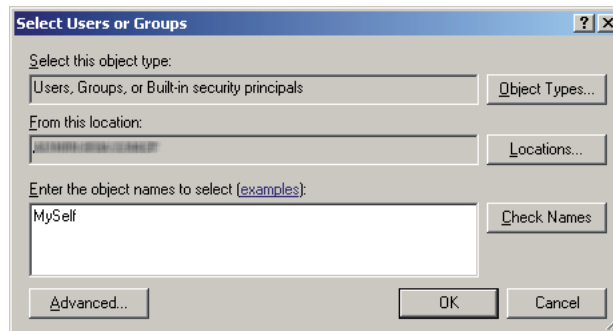 Select Users or Groups
Select this object type:
Users, Groups, or Built-in security principals
Object Types...
From this location:
Locations...
Enter the object names to select (examples):
MySelf
Check Names
Advanced...
OK
Cancel